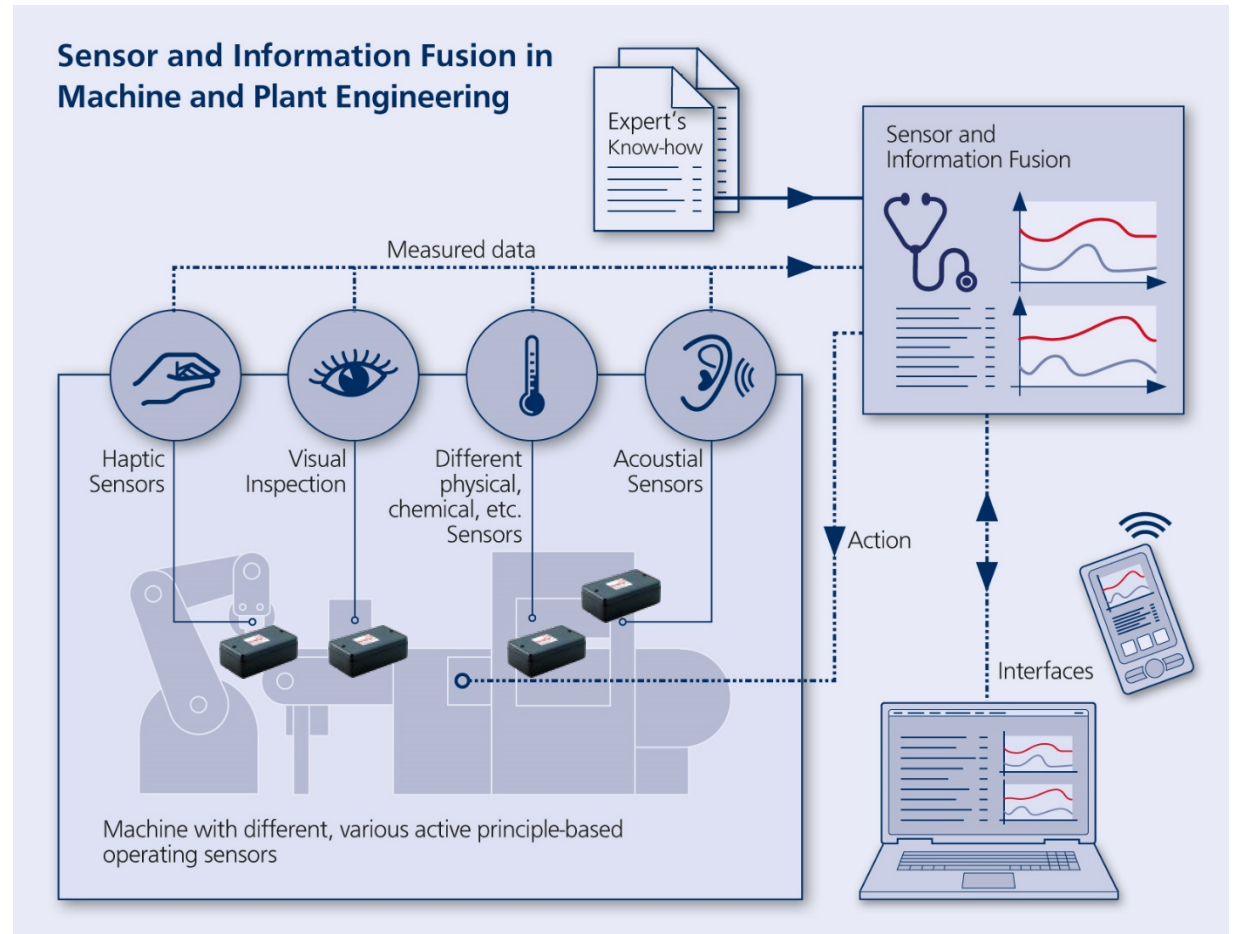 Sensor and Information Fusion in
Machine and Plant Engineering
Expert's
Know-how
Sensor and
Information Fusion
Measured data
Haptic
Sensors
Visual
Inspection
Different
physical,
chemical, etc.
Sensors
Acoustial
Sensors
Action
Interfaces
Machine with different, various active principle-based
operating sensors